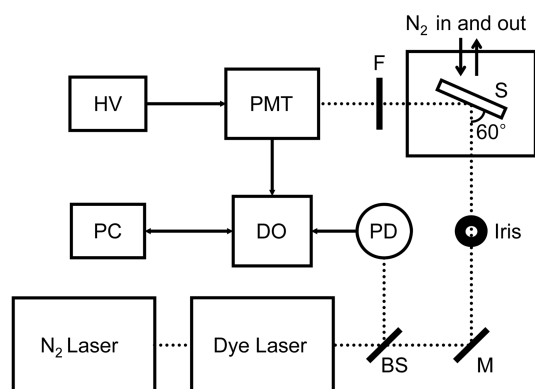 N₂ in and out
F
S
HV
PMT
60°
PC
DO
PD
Iris
N₂ Laser
Dye Laser
BS
M